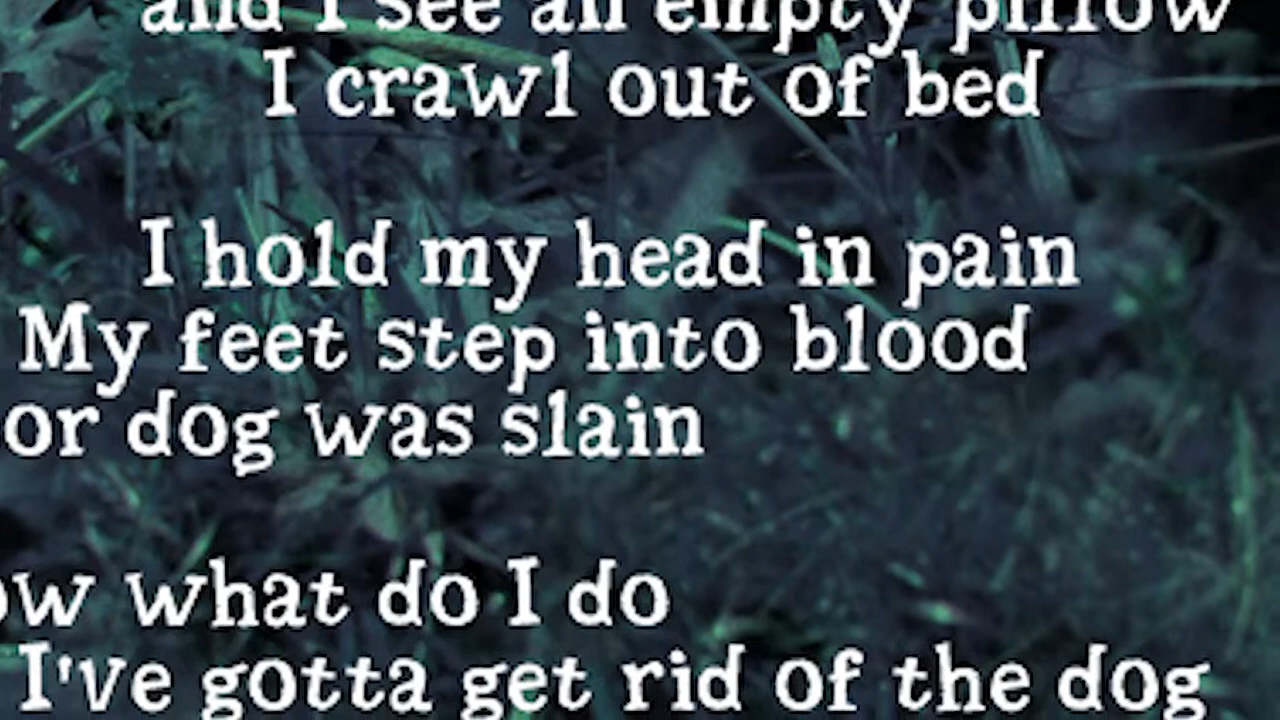 and I see an empty pillow
I crawl out of bed
I hold my head in pain
My feet step into blood
or dog was slain
ow what do I do
I've gotta get rid of the dog